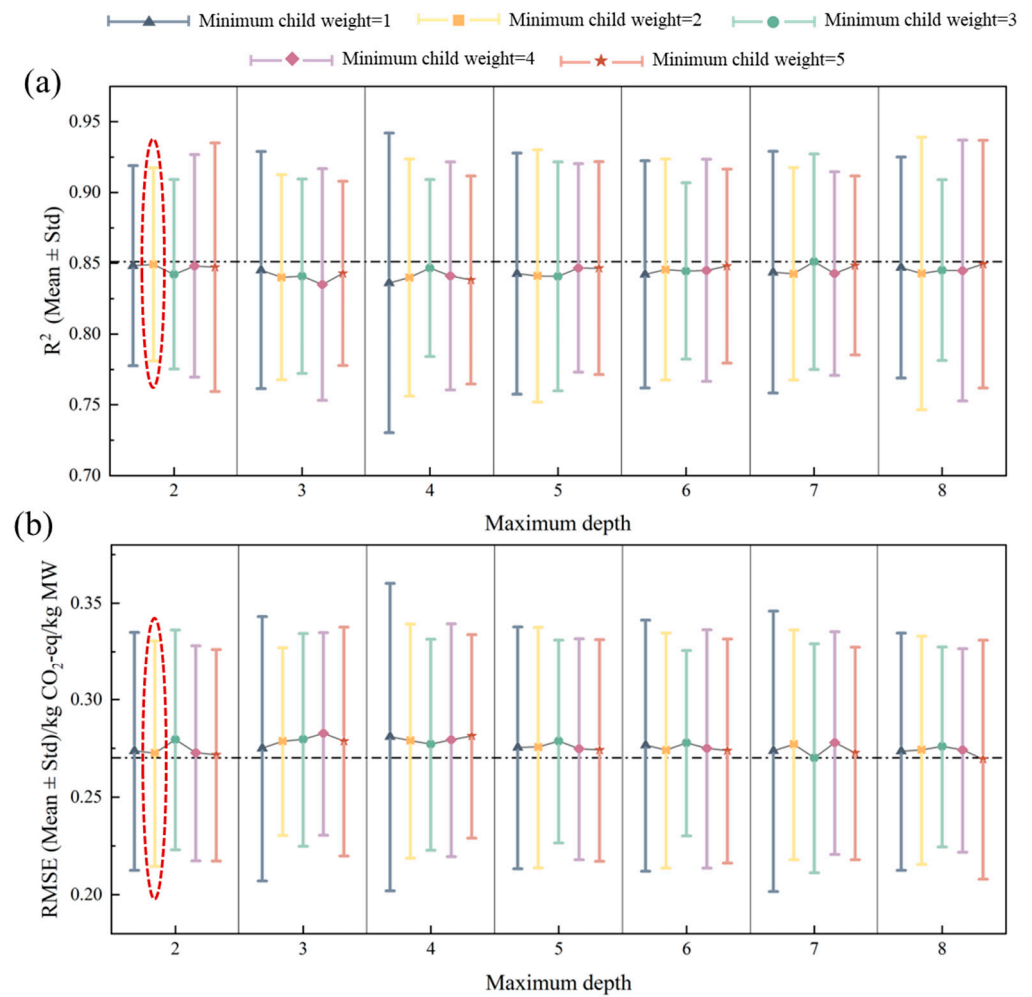 Minimum child weight=1 Minimum child weight=2 Minimum child weight=3
Minimum child weight=4 Minimum child weight=5
(a)
R² (Mean ± Std)
0.95
0.90
0.85
0.80
0.75
0.70
2 3 4 5 6 7 8
Maximum depth
(b)
RMSE (Mean ± Std)/kg CO₂-eq/kg MW
0.35
0.30
0.25
0.20
2 3 4 5 6 7 8
Maximum depth